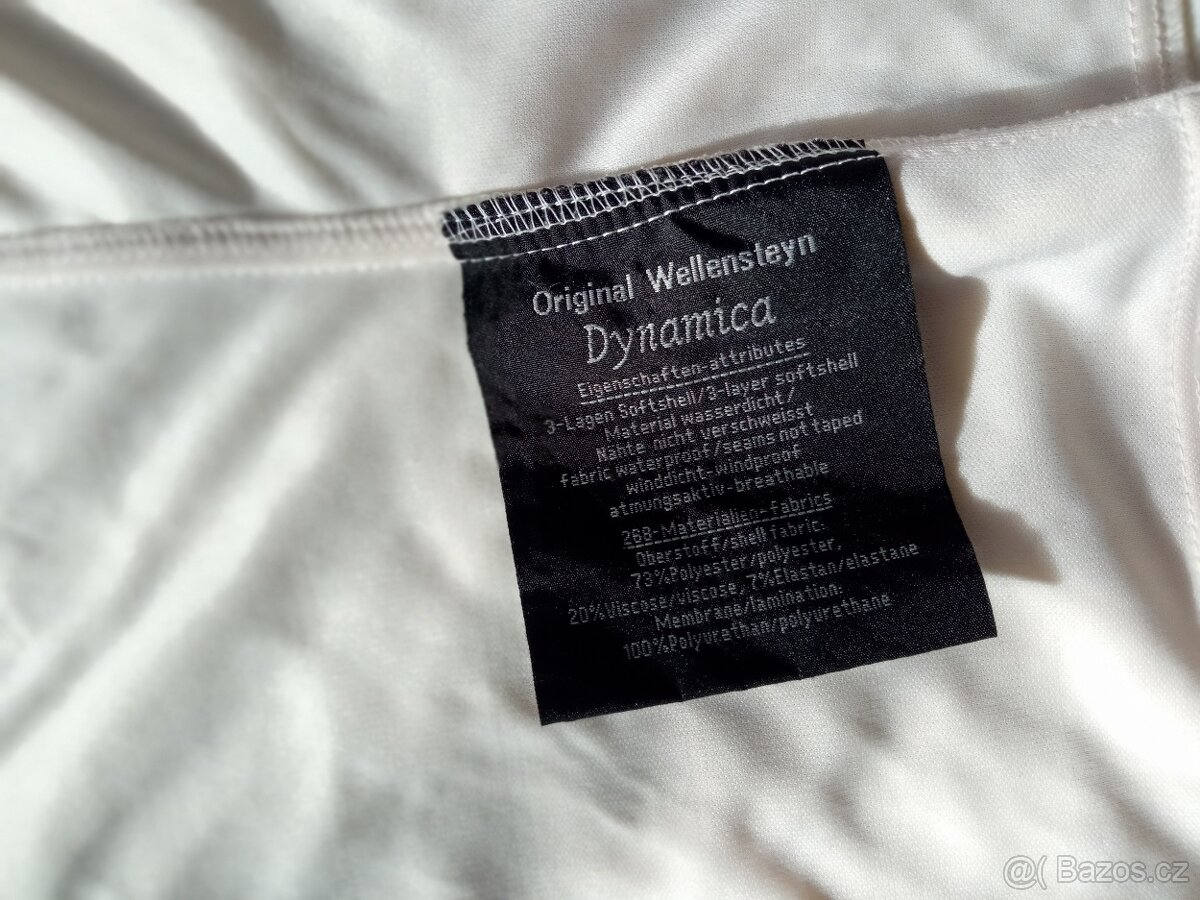 Original Wellensteyn
Dynamica
Eigenschaften-attributes
3-Lagen Softshell/3-layer softshell
Material wasserdicht/
Nähte nicht verschweisst
fabric waterproof/seams not taped
winddicht-windproof
atmungsaktiv-breathable
268-Materialien-fabrics
Oberstoff/shell fabric:
73%Polyester/polyester,
20%Viscose/viscose, 7%Elastan/elastane
Membrane/lamination:
100%Polyurethan/polyurethane
@( Bazos.cz